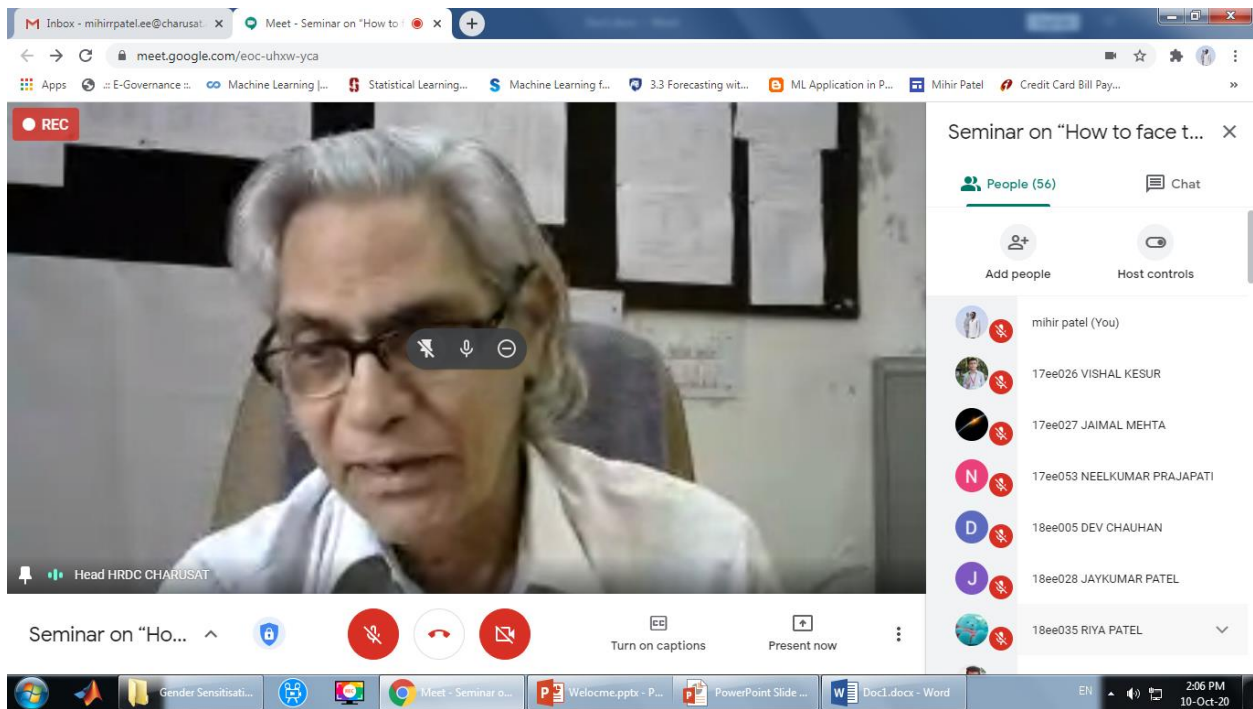 Inbox - mihirrpatel.ee@charusat.
Meet - Seminar on "How to f
meet.google.com/eoc-uhxw-yca
Apps
.:: E-Governance ::.
Machine Learning |...
Statistical Learning...
Machine Learning f...
3.3 Forecasting wit...
ML Application in P...
Mihir Patel
Credit Card Bill Pay...
»
REC
Seminar on "How to face t...
People (56)
Chat
Add people
Host controls
mihir patel (You)
17ee026 VISHAL KESUR
17ee027 JAIMAL MEHTA
N
17ee053 NEELKUMAR PRAJAPATI
D
18ee005 DEV CHAUHAN
J
18ee028 JAYKUMAR PATEL
18ee035 RIYA PATEL
Head HRDC CHARUSAT
Seminar on "Ho...
CC
Turn on captions
Present now
Gender Sensitisati...
Meet - Seminar o...
Welocme.pptx - P...
PowerPoint Slide ...
Doc1.docx - Word
EN
2:06 PM
10-Oct-20